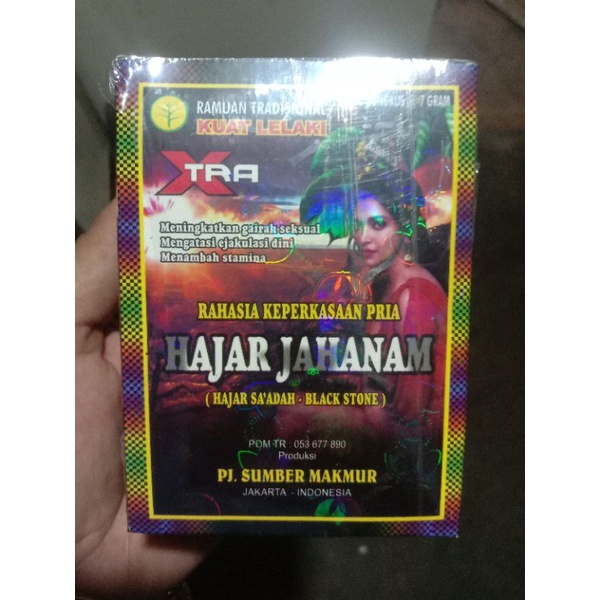 RAMUAN TRADISIONAL
7 GRAM
KUAT LELAKI
XTRA
Meningkatkan gairah seksual
Mengatasi ejakulasi dini
Menambah stamina
RAHASIA KEPERKASAAN PRIA
HAJAR JAHANAM
( HAJAR SA'ADAH - BLACK STONE )
POM TR : 053 677 890
Produksi
PJ. SUMBER MAKMUR
JAKARTA - INDONESIA